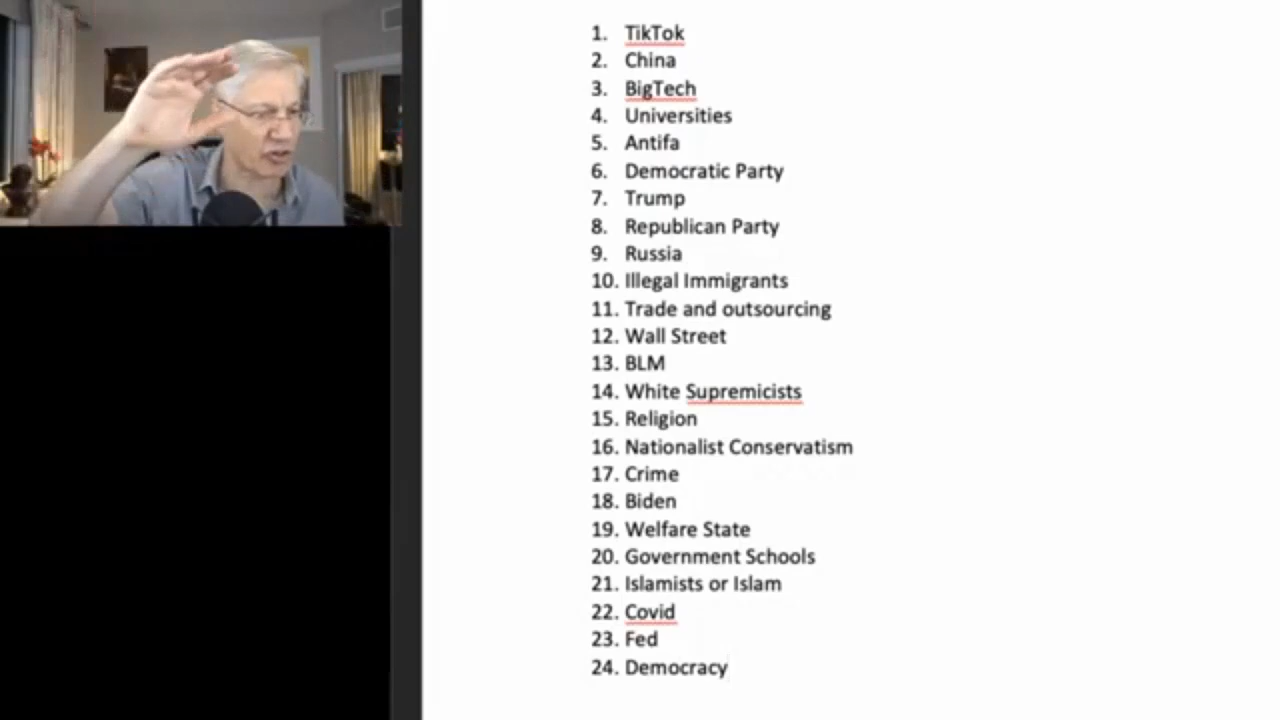 1. TikTok
2. China
3. BigTech
4. Universities
5. Antifa
6. Democratic Party
7. Trump
8. Republican Party
9. Russia
10. Illegal Immigrants
11. Trade and outsourcing
12. Wall Street
13. BLM
14. White Supremicists
15. Religion
16. Nationalist Conservatism
17. Crime
18. Biden
19. Welfare State
20. Government Schools
21. Islamists or Islam
22. Covid
23. Fed
24. Democracy